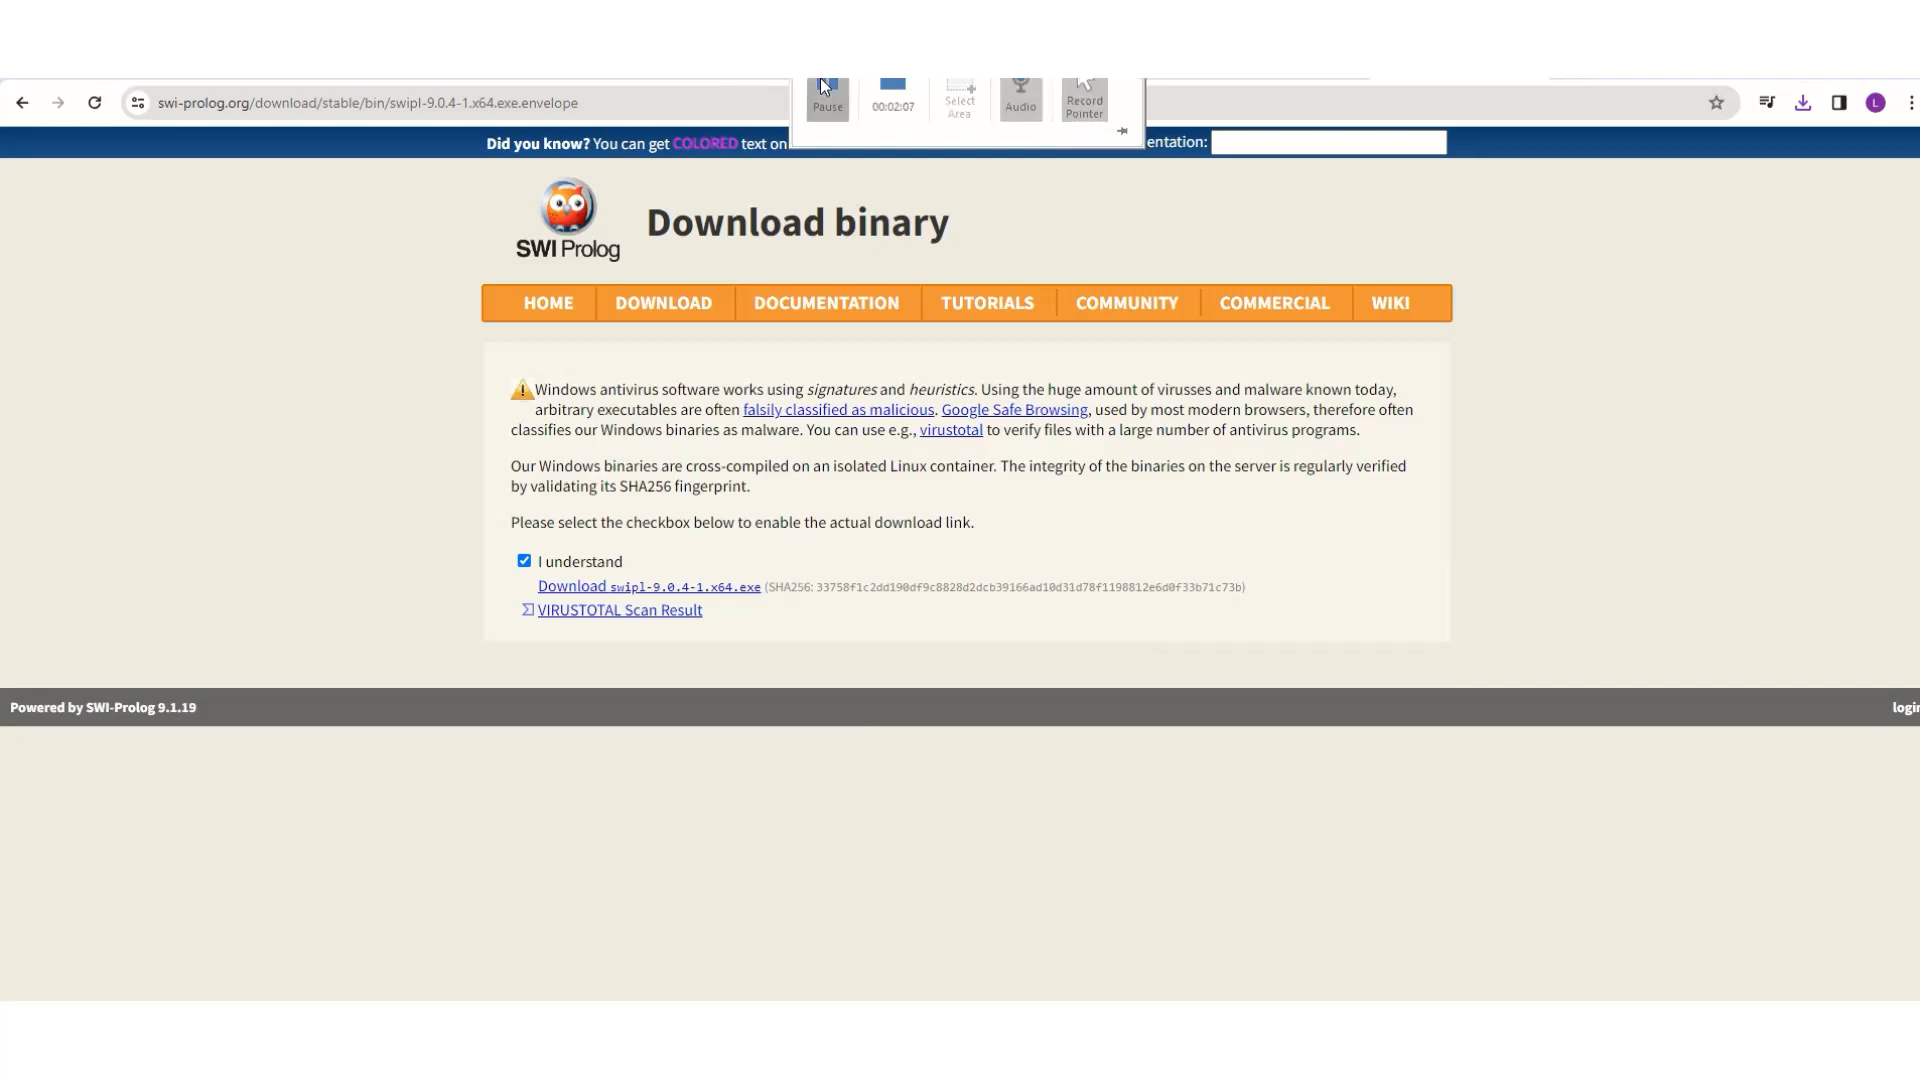 swi-prolog.org/download/stable/bin/swipl-9.0.4-1.x64.exe.envelope
Pause
00:02:07
Select
Area
Audio
Record
Pointer
L
Did you know? You can get COLORED text on
entation:
SWI Prolog
Download binary
HOME
DOWNLOAD
DOCUMENTATION
TUTORIALS
COMMUNITY
COMMERCIAL
WIKI
Windows antivirus software works using signatures and heuristics. Using the huge amount of virusses and malware known today,
arbitrary executables are often falsily classified as malicious. Google Safe Browsing, used by most modern browsers, therefore often
classifies our Windows binaries as malware. You can use e.g., virustotal to verify files with a large number of antivirus programs.
Our Windows binaries are cross-compiled on an isolated Linux container. The integrity of the binaries on the server is regularly verified
by validating its SHA256 fingerprint.
Please select the checkbox below to enable the actual download link.
I understand
Download swipl-9.0.4-1.x64.exe (SHA256: 33758f1c2dd190df9c8828d2dcb39166ad10d31d78f1198812e6d0f33b71c73b)
VIRUSTOTAL Scan Result
Powered by SWI-Prolog 9.1.19
login